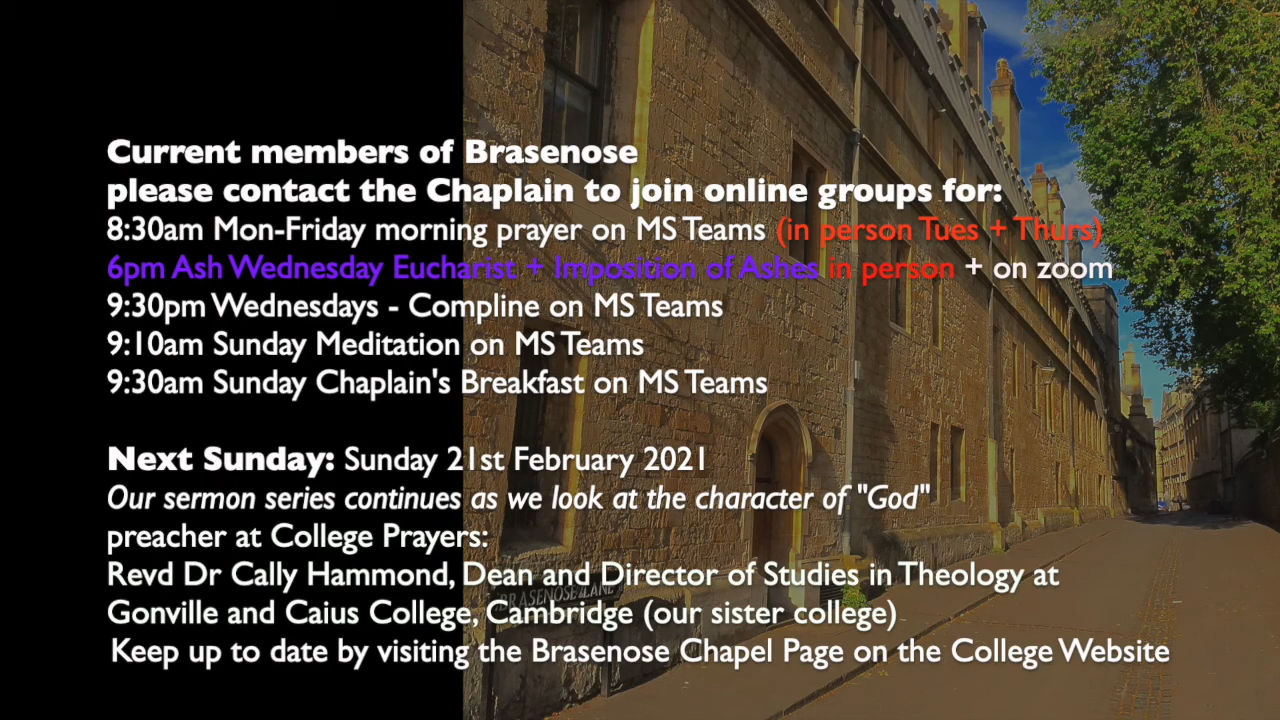 Current members of Brasenose
please contact the Chaplain to join online groups for:
8:30am Mon-Friday morning prayer on MS Teams (in person Tues + Thurs)
6pm Ash Wednesday Eucharist + Imposition of Ashes in person + on zoom
9:30pm Wednesdays - Compline on MS Teams
9:10am Sunday Meditation on MS Teams
9:30am Sunday Chaplain's Breakfast on MS Teams
Next Sunday: Sunday 21st February 2021
Our sermon series continues as we look at the character of "God"
preacher at College Prayers:
Revd Dr Cally Hammond, Dean and Director of Studies in Theology at
BRASENOSE LANE
Gonville and Caius College, Cambridge (our sister college)
Keep up to date by visiting the Brasenose Chapel Page on the College Website